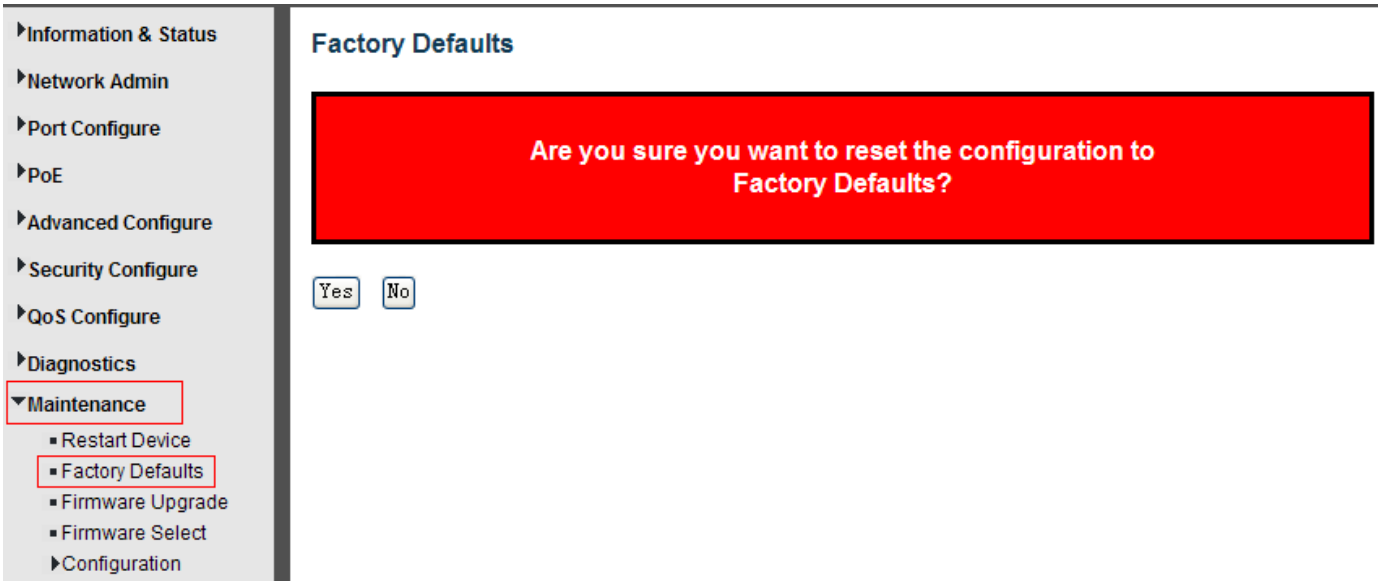 Information & Status
Network Admin
Port Configure
PoE
Advanced Configure
Security Configure
QoS Configure
Diagnostics
Maintenance
Restart Device
Factory Defaults
Firmware Upgrade
Firmware Select
Configuration
Factory Defaults
Are you sure you want to reset the configuration to
Factory Defaults?
Yes No